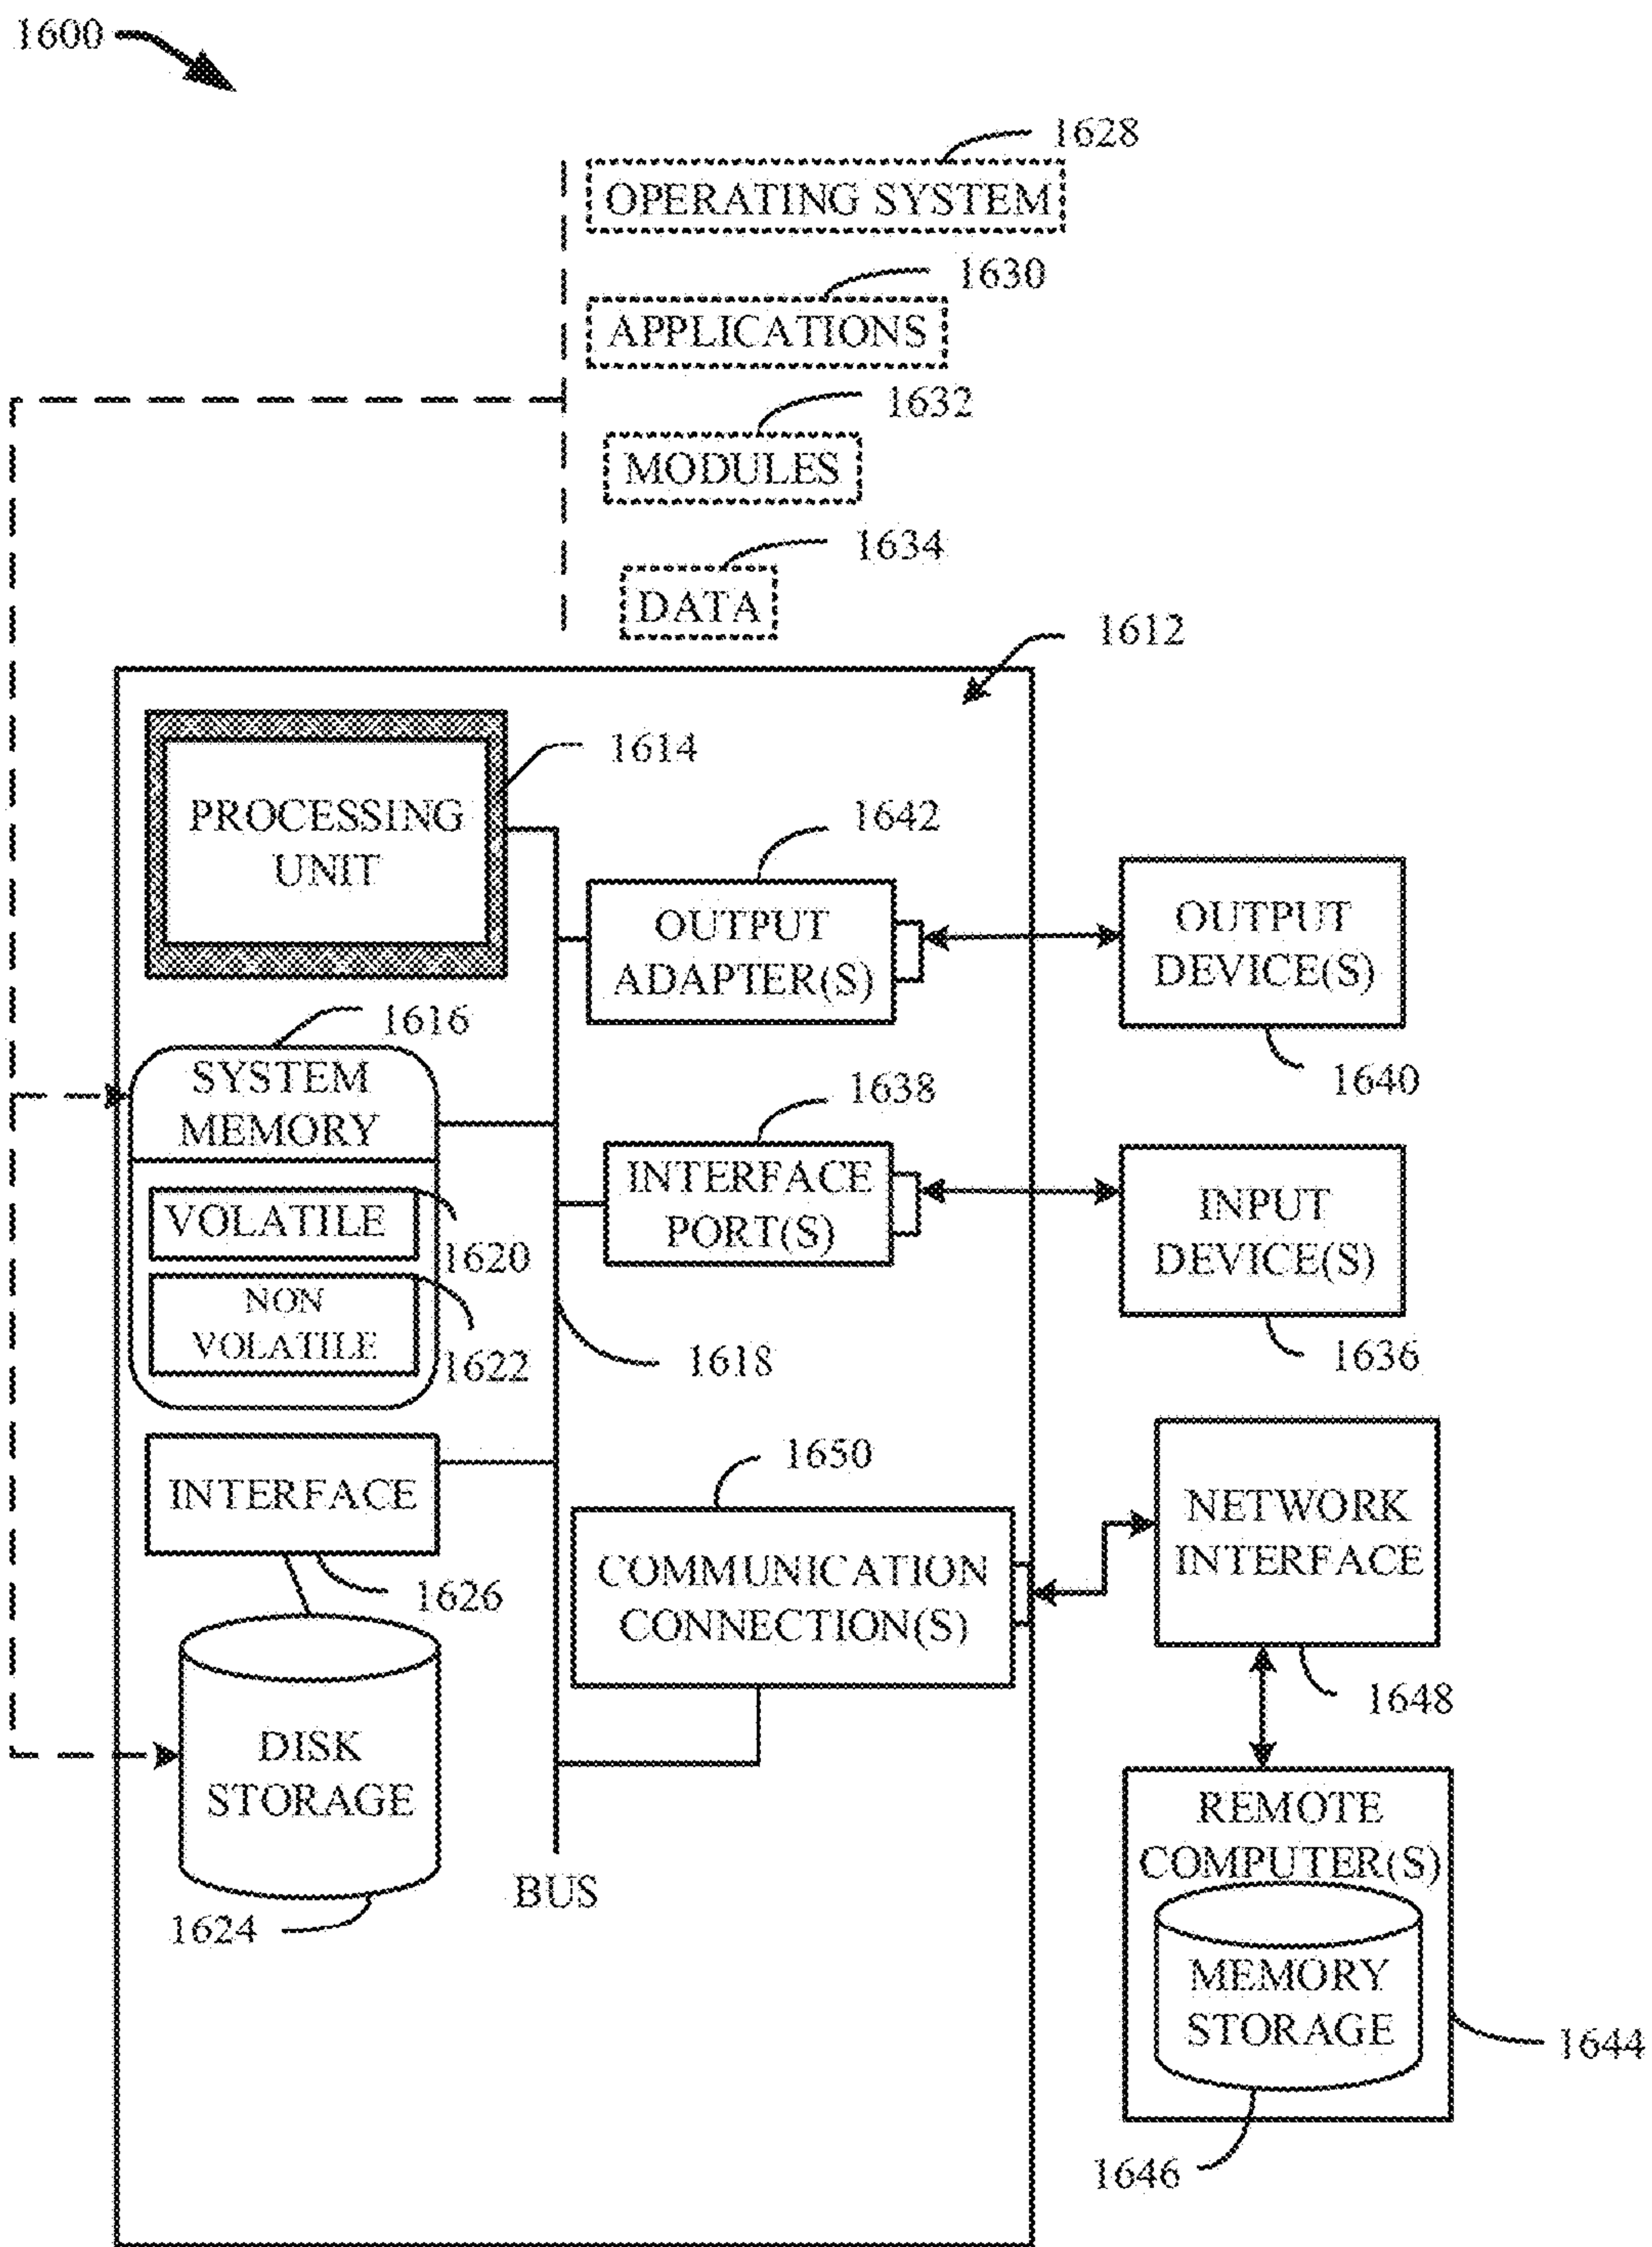 1600
1628
OPERATING SYSTEM
1630
APPLICATIONS
1632
MODULES
1634
DATA
1612
1614
PROCESSING
UNIT
1642
OUTPUT
ADAPTER(S)
OUTPUT
DEVICE(S)
1640
1616
SYSTEM
MEMORY
VOLATILE
1620
NON
VOLATILE
1622
1638
INTERFACE
PORT(S)
INPUT
DEVICE(S)
1636
1618
INTERFACE
1626
1650
COMMUNICATION
CONNECTION(S)
NETWORK
INTERFACE
1648
DISK
STORAGE
1624
BUS
REMOTE
COMPUTER(S)
MEMORY
STORAGE
1644
1646